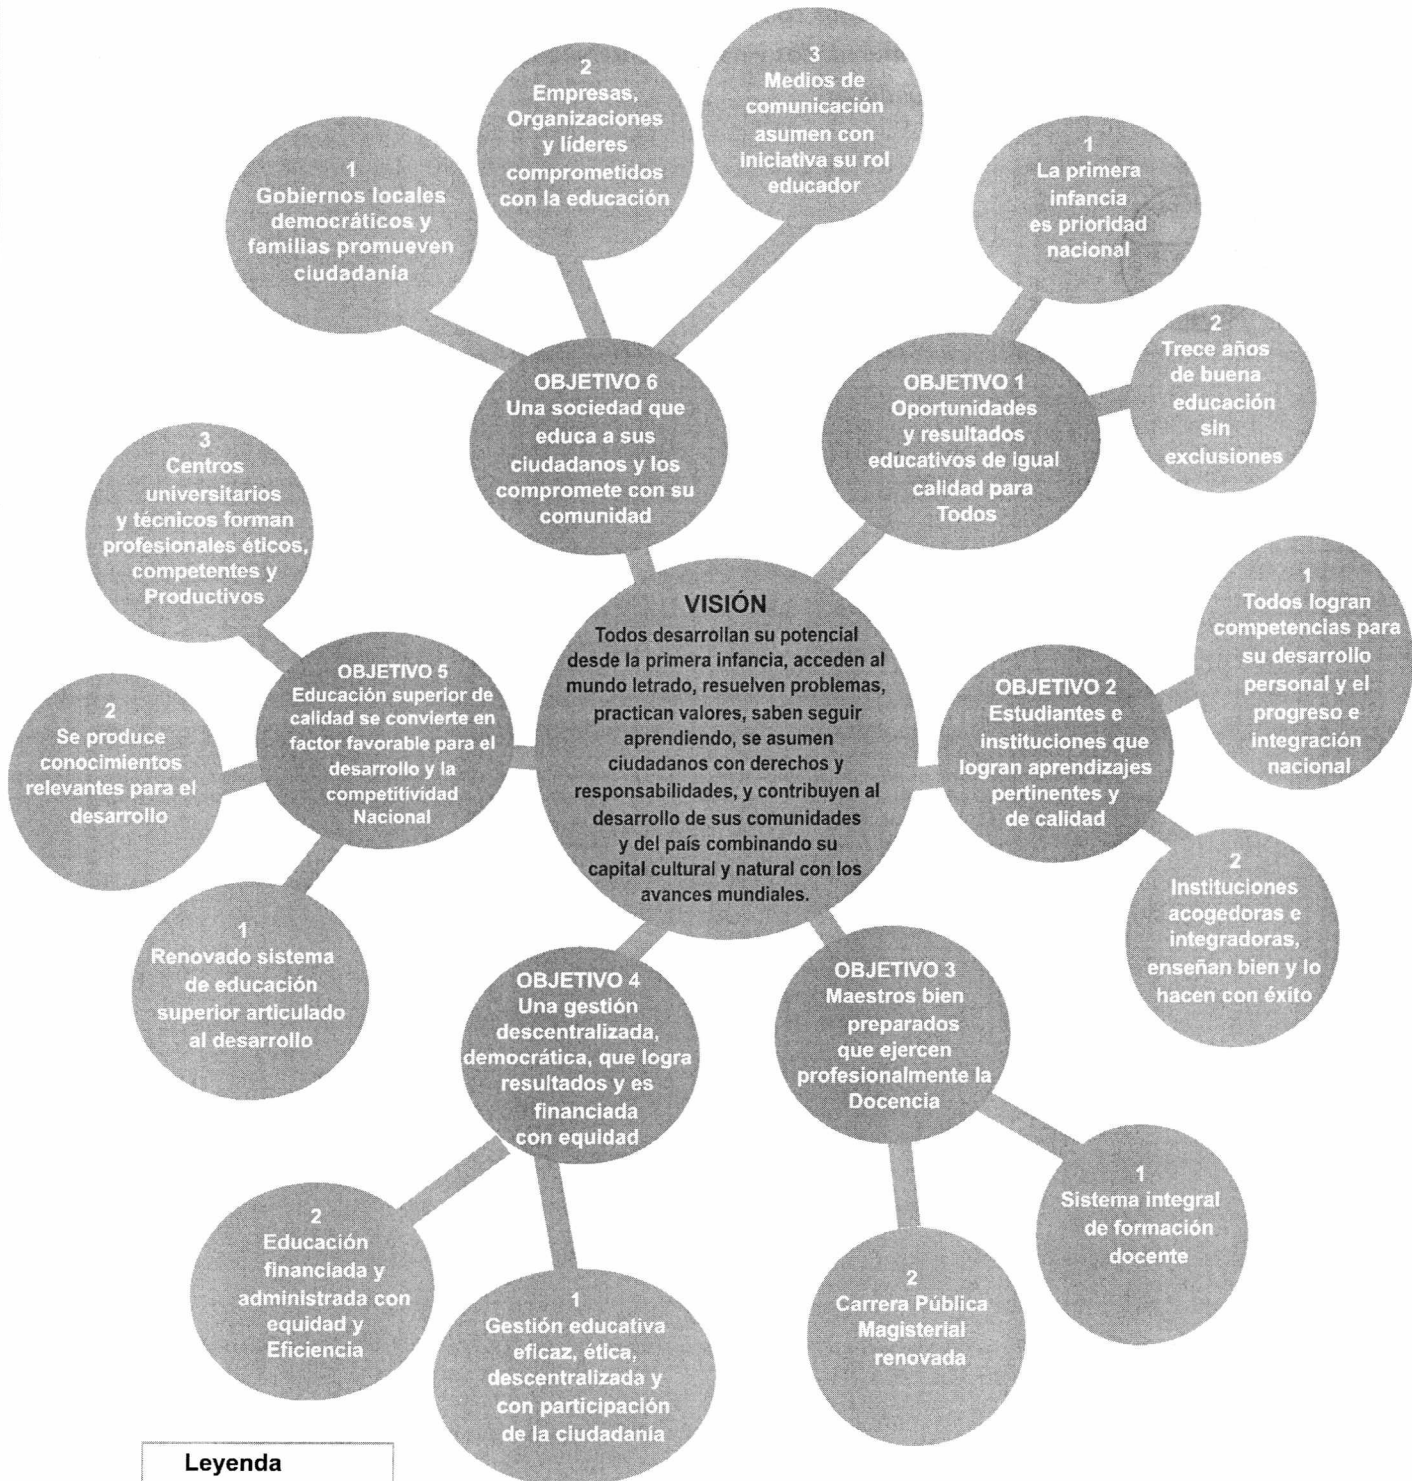 3
Medios de
comunicación
asumen con
iniciativa su rol
educador
2
Empresas,
Organizaciones
y líderes
comprometidos
con la educación
1
Gobiernos locales
democráticos y
familias promueven
ciudadanía
OBJETIVO 6
Una sociedad que
educa a sus
ciudadanos y los
compromete con su
comunidad
1
La primera
infancia
es prioridad
nacional
2
Trece años
de buena
educación
sin
exclusiones
OBJETIVO 1
Oportunidades
y resultados
educativos de igual
calidad para
Todos
3
Centros
universitarios
y técnicos forman
profesionales éticos,
competentes y
Productivos
2
Se produce
conocimientos
relevantes para el
desarrollo
1
Renovado sistema
de educación
superior articulado
al desarrollo
OBJETIVO 5
Educación superior de
calidad se convierte en
factor favorable para el
desarrollo y la
competitividad
Nacional
VISIÓN
Todos desarrollan su potencial
desde la primera infancia, acceden al
mundo letrado, resuelven problemas,
practican valores, saben seguir
aprendiendo, se asumen
ciudadanos con derechos y
responsabilidades, y contribuyen al
desarrollo de sus comunidades
y del país combinando su
capital cultural y natural con los
avances mundiales.
OBJETIVO 2
Estudiantes e
instituciones que
logran aprendizajes
pertinentes y
de calidad
1
Todos logran
competencias para
su desarrollo
personal y el
progreso e
integración
nacional
2
Instituciones
acogedoras e
integradoras,
enseñan bien y lo
hacen con éxito
OBJETIVO 4
Una gestión
descentralizada,
democrática, que logra
resultados y es
financiada
con equidad
OBJETIVO 3
Maestros bien
preparados
que ejercen
profesionalmente la
Docencia
2
Educación
financiada y
administrada con
equidad y
Eficiencia
1
Gestión educativa
eficaz, ética,
descentralizada y
con participación
de la ciudadanía
2
Carrera Pública
Magisterial
renovada
1
Sistema integral
de formación
docente
Leyenda